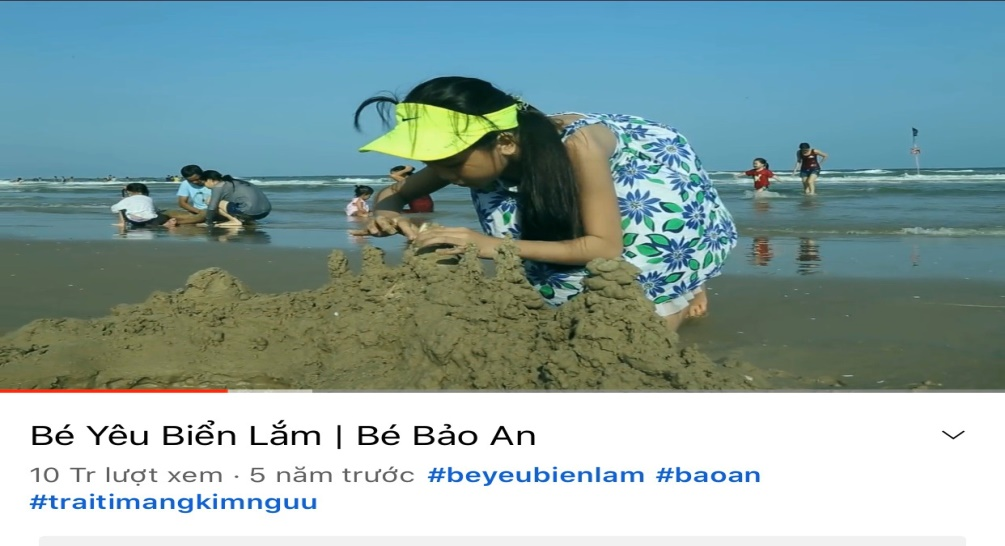 Bé Yêu Biển Lắm | Bé Bảo An
10 Tr lượt xem · 5 năm trước #beyeubienlam #baoan
#traitimangkimnguu